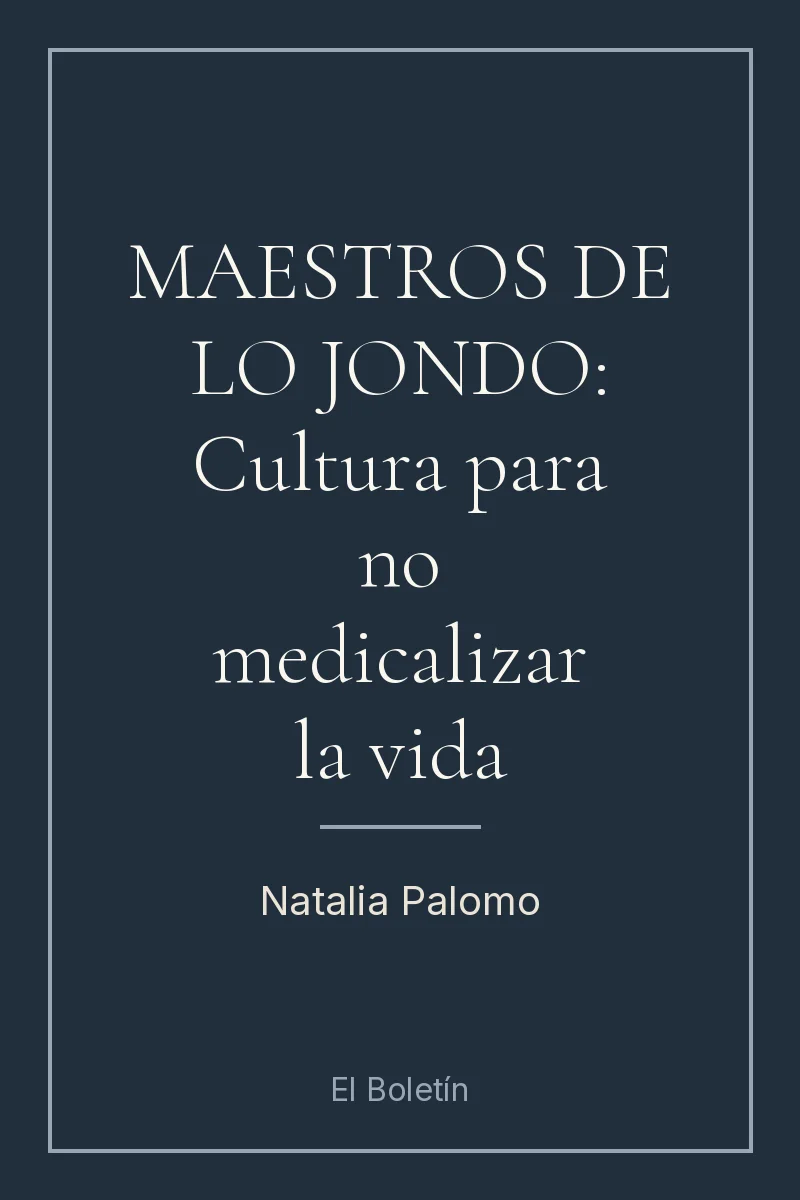 MAESTROS DE
LO JONDO:
Cultura para
no
medicalizar
la vida
Natalia Palomo
El Boletín